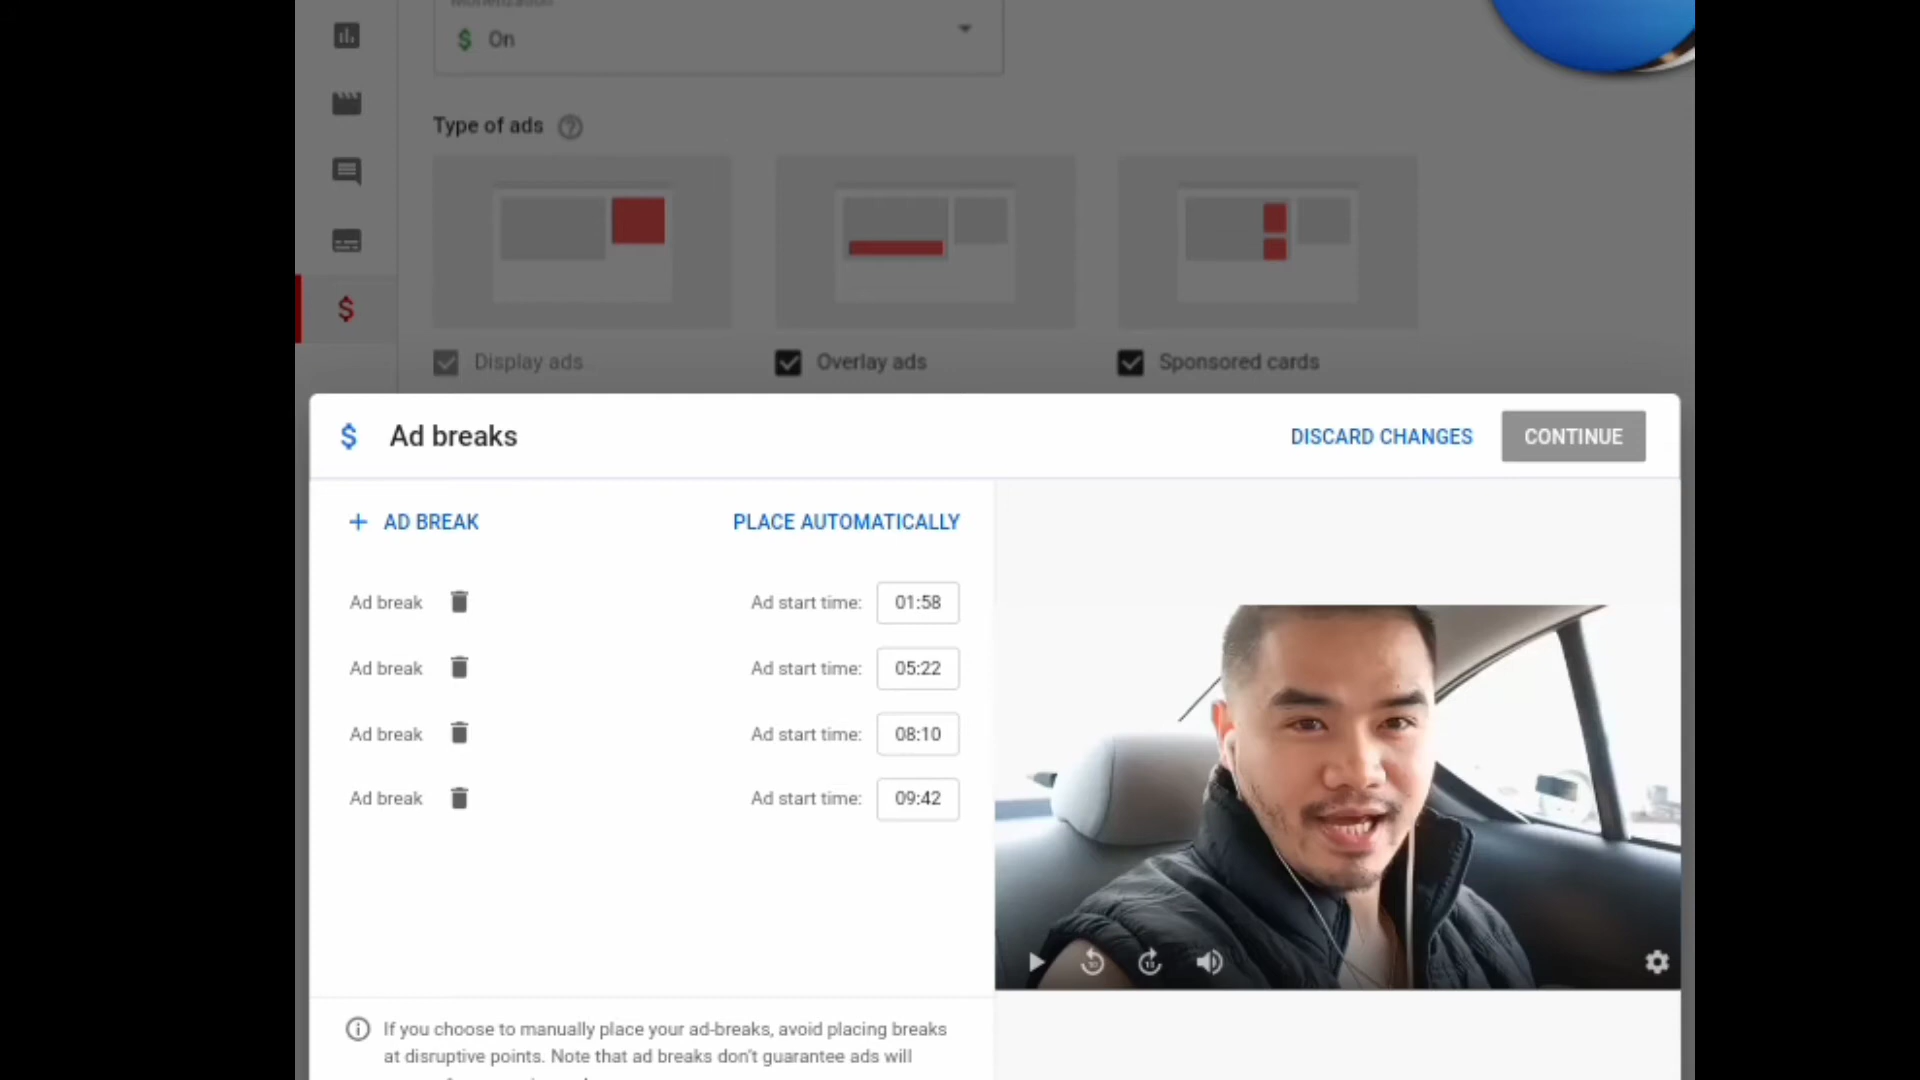 On
Type of ads
Display ads
Overlay ads
Sponsored cards
Ad breaks
DISCARD CHANGES
CONTINUE
+ AD BREAK
PLACE AUTOMATICALLY
Ad break
Ad start time: 01:58
Ad break
Ad start time: 05:22
Ad break
Ad start time: 08:10
Ad break
Ad start time: 09:42
If you choose to manually place your ad-breaks, avoid placing breaks
at disruptive points. Note that ad breaks don't guarantee ads will